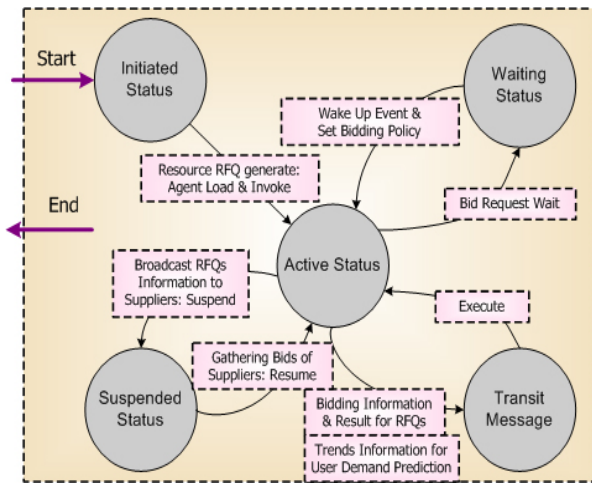 Start
Initiated
Status
Waiting
Status
Wake Up Event &
Set Bidding Policy
Resource RFQ generate:
Agent Load & Invoke
Bid Request Wait
End
Active Status
Broadcast RFQs
Information to
Suppliers: Suspend
Execute
Gathering Bids of
Suppliers: Resume
Suspended
Status
Bidding Information
& Result for RFQs
Transit
Message
Trends Information for
User Demand Prediction